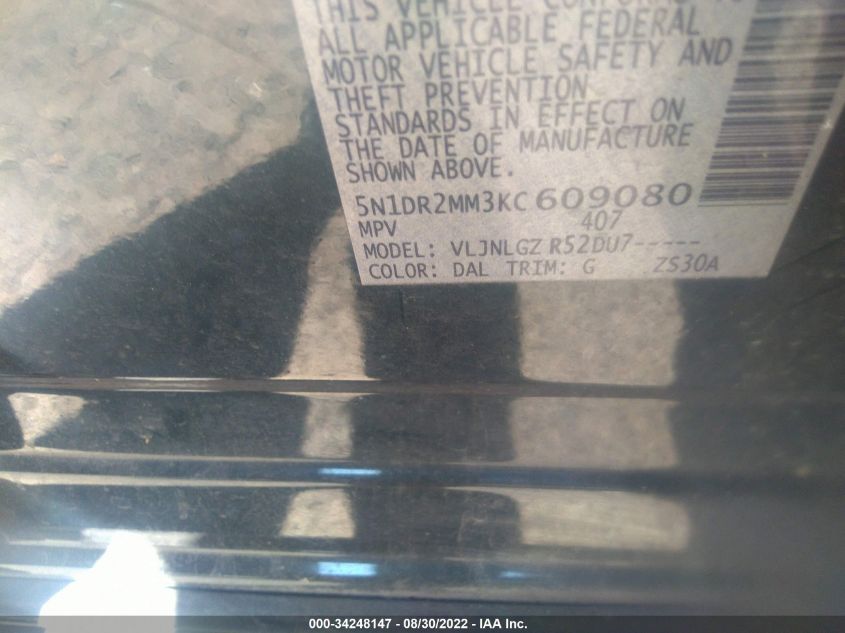 THIS VEHICLE CONFORMS TO
ALL APPLICABLE FEDERAL
MOTOR VEHICLE SAFETY AND
THEFT PREVENTION
STANDARDS IN EFFECT ON
THE DATE OF MANUFACTURE
SHOWN ABOVE.
5N1DR2MM3KC609080
MPV 407
MODEL: VLJNLGZ R52DU7-----
COLOR: DAL TRIM: G ZS30A
000-34248147 - 08/30/2022 - IAA Inc.